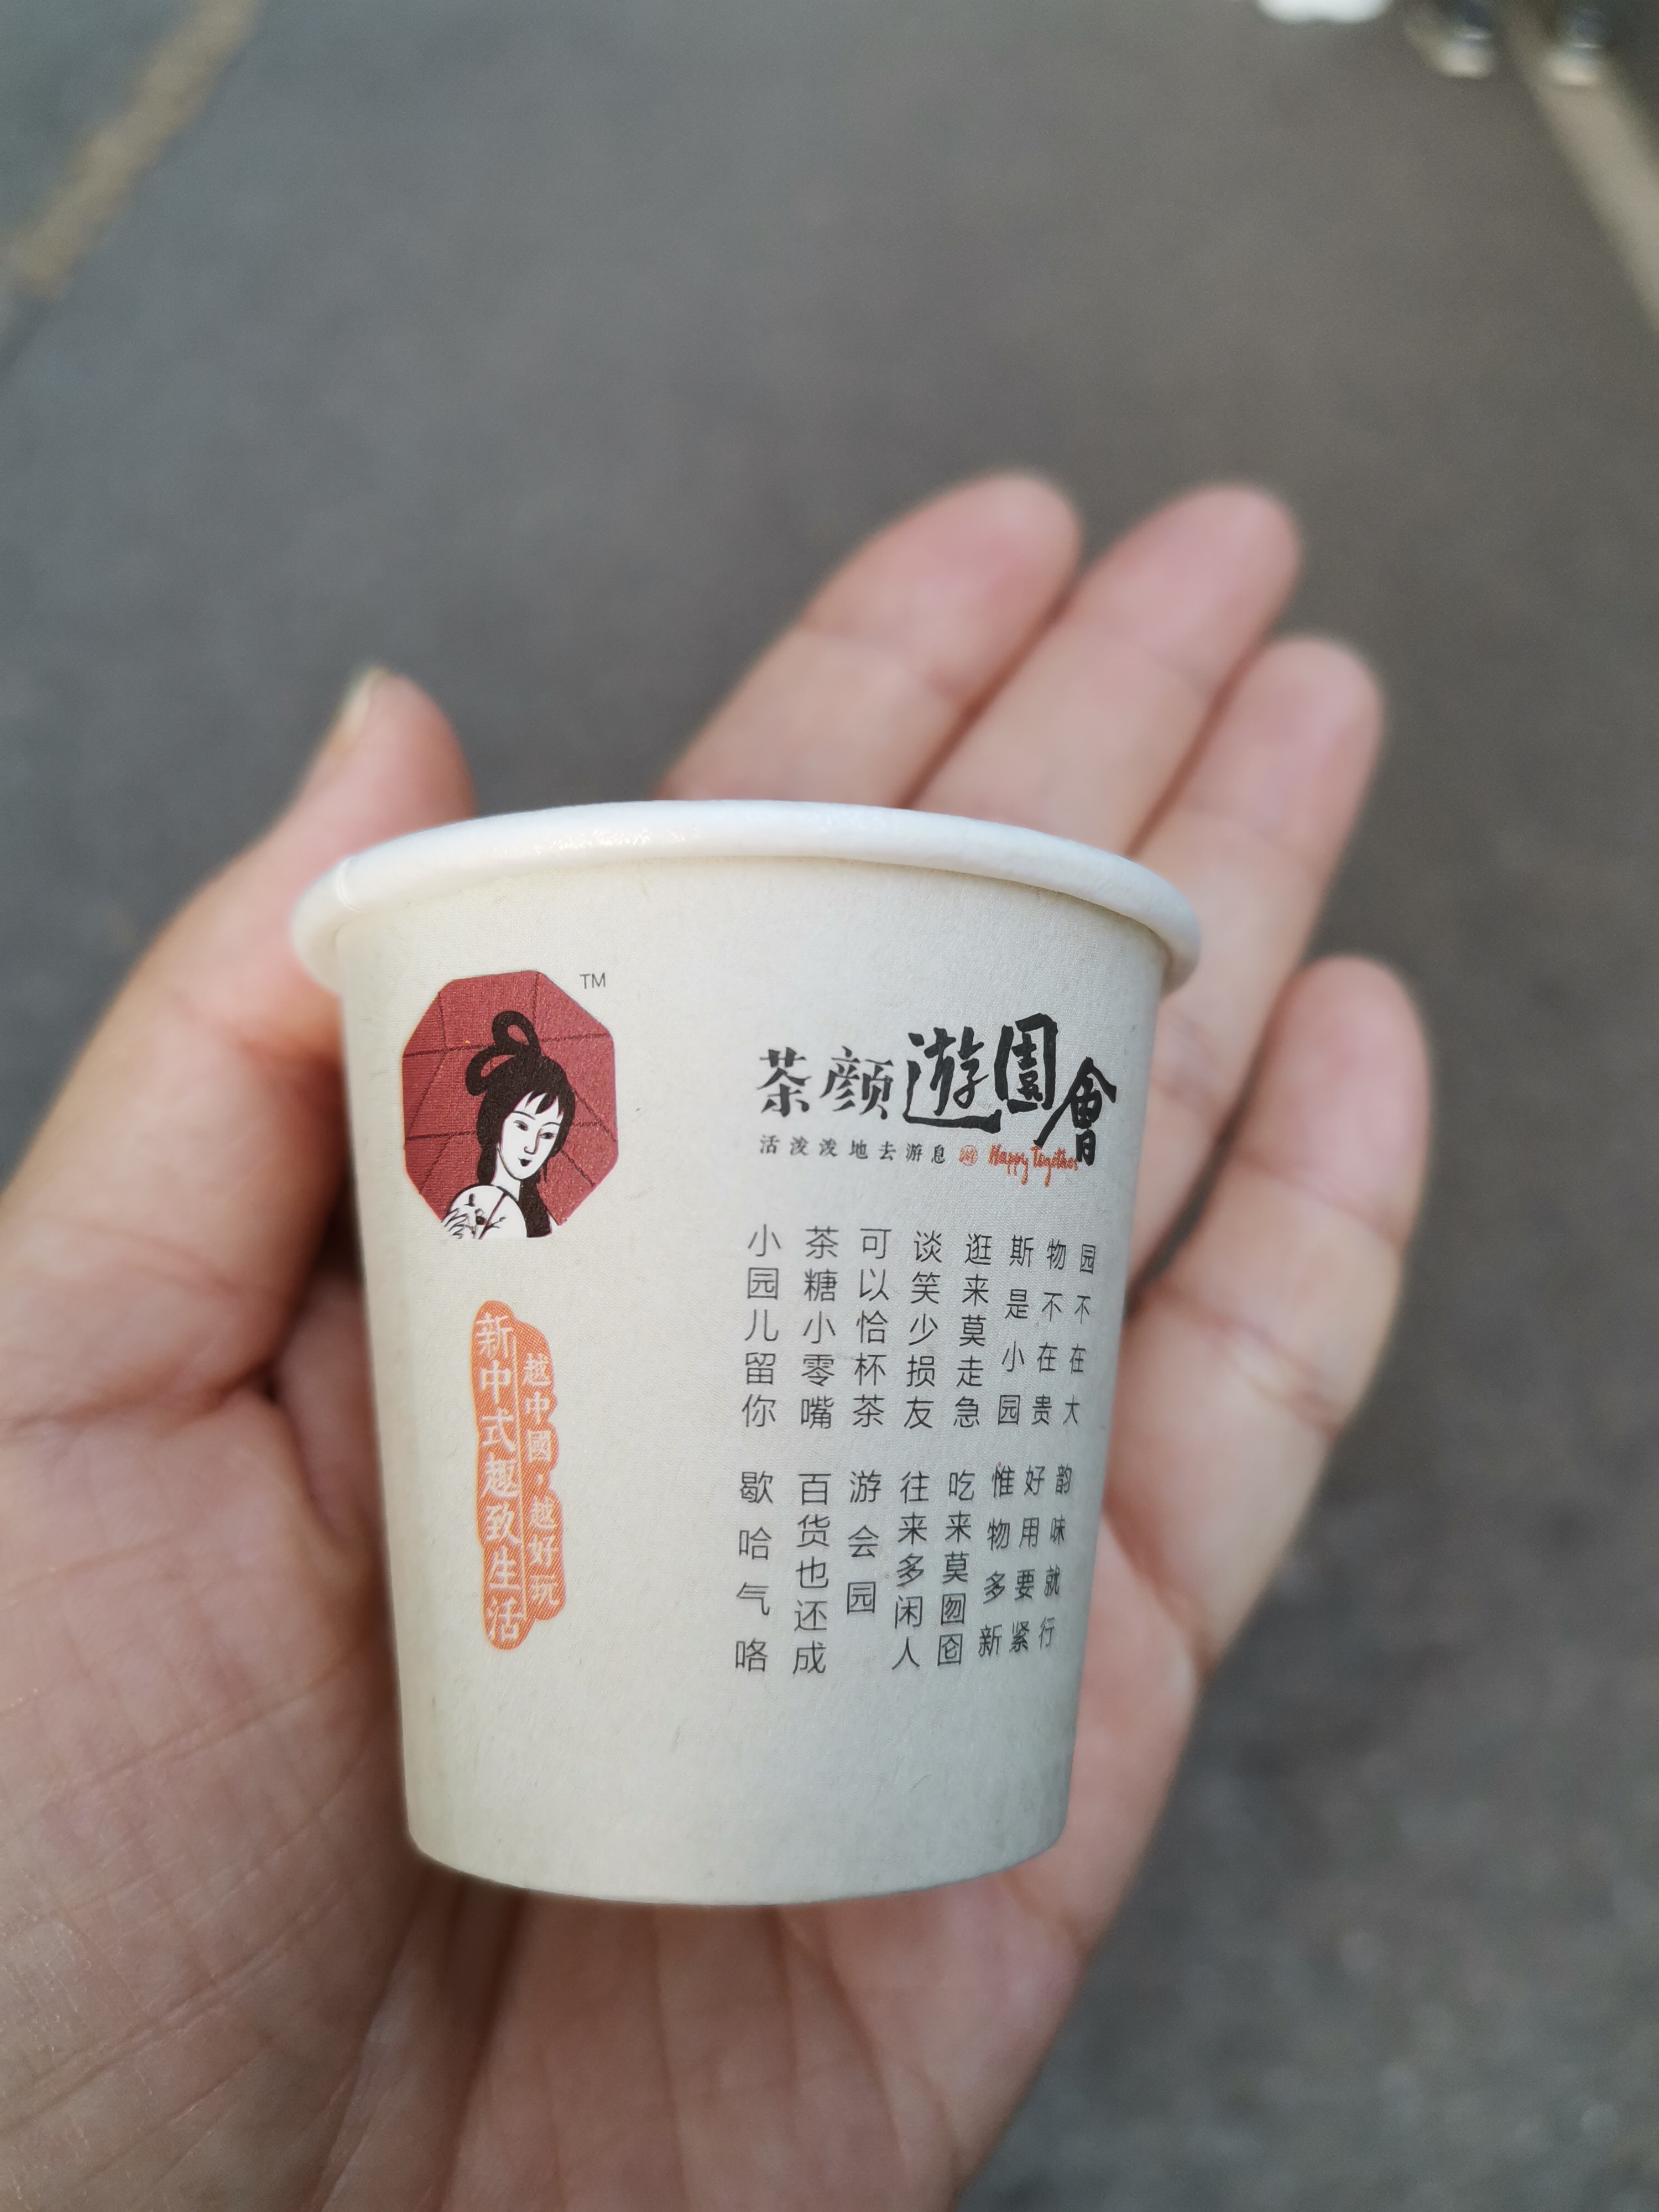 TM
茶颜遊園會
活泼泼地去游息 Happy Together
园不在大 韵味就行
物不在贵 好用要紧
斯是小园 惟物多新
逛来莫走急 吃来莫囫囵
谈笑少损友 往来多闲人
可以恰杯茶 游会园
茶糖小零嘴 百货也还成
小园儿留你 歇哈气咯
越中國,越好玩
新中式趣致生活